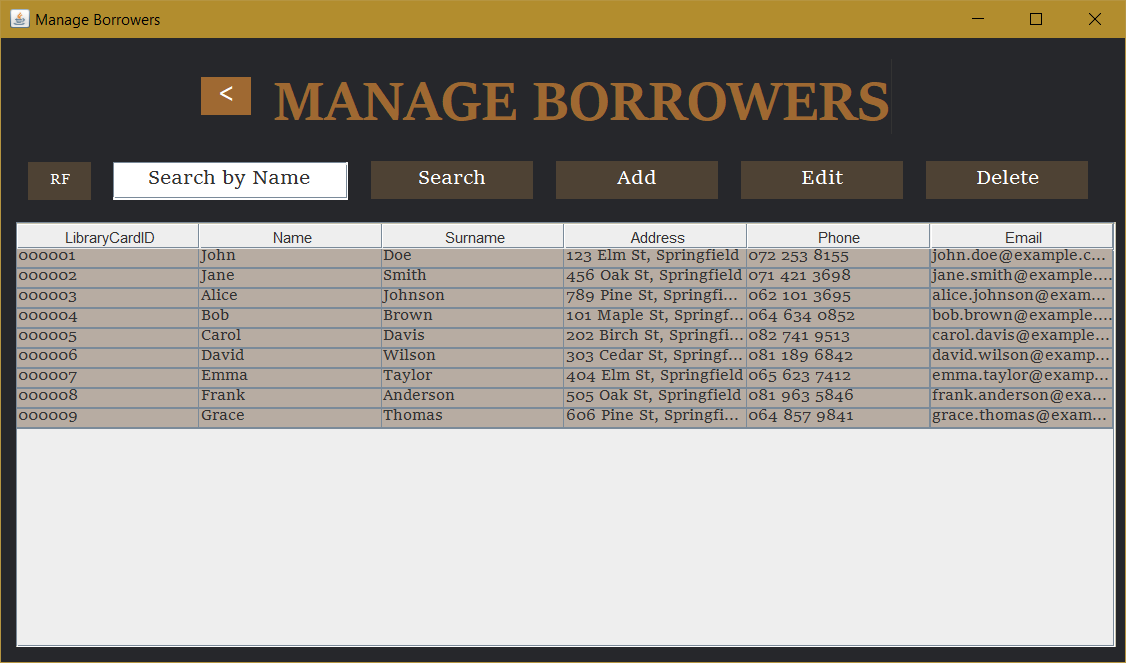 Manage Borrowers
< MANAGE BORROWERS
RF Search by Name Search Add Edit Delete
LibraryCardID Name Surname Address Phone Email
000001 John Doe 123 Elm St, Springfield 072 253 8155 john.doe@example.c...
000002 Jane Smith 456 Oak St, Springfield 071 421 3698 jane.smith@example....
000003 Alice Johnson 789 Pine St, Springfi... 062 101 3695 alice.johnson@exam...
000004 Bob Brown 101 Maple St, Springf... 064 634 0852 bob.brown@example....
000005 Carol Davis 202 Birch St, Springfi... 082 741 9513 carol.davis@example...
000006 David Wilson 303 Cedar St, Springf... 081 189 6842 david.wilson@examp...
000007 Emma Taylor 404 Elm St, Springfield 065 623 7412 emma.taylor@examp...
000008 Frank Anderson 505 Oak St, Springfield 081 963 5846 frank.anderson@exa...
000009 Grace Thomas 606 Pine St, Springfi... 064 857 9841 grace.thomas@exam...